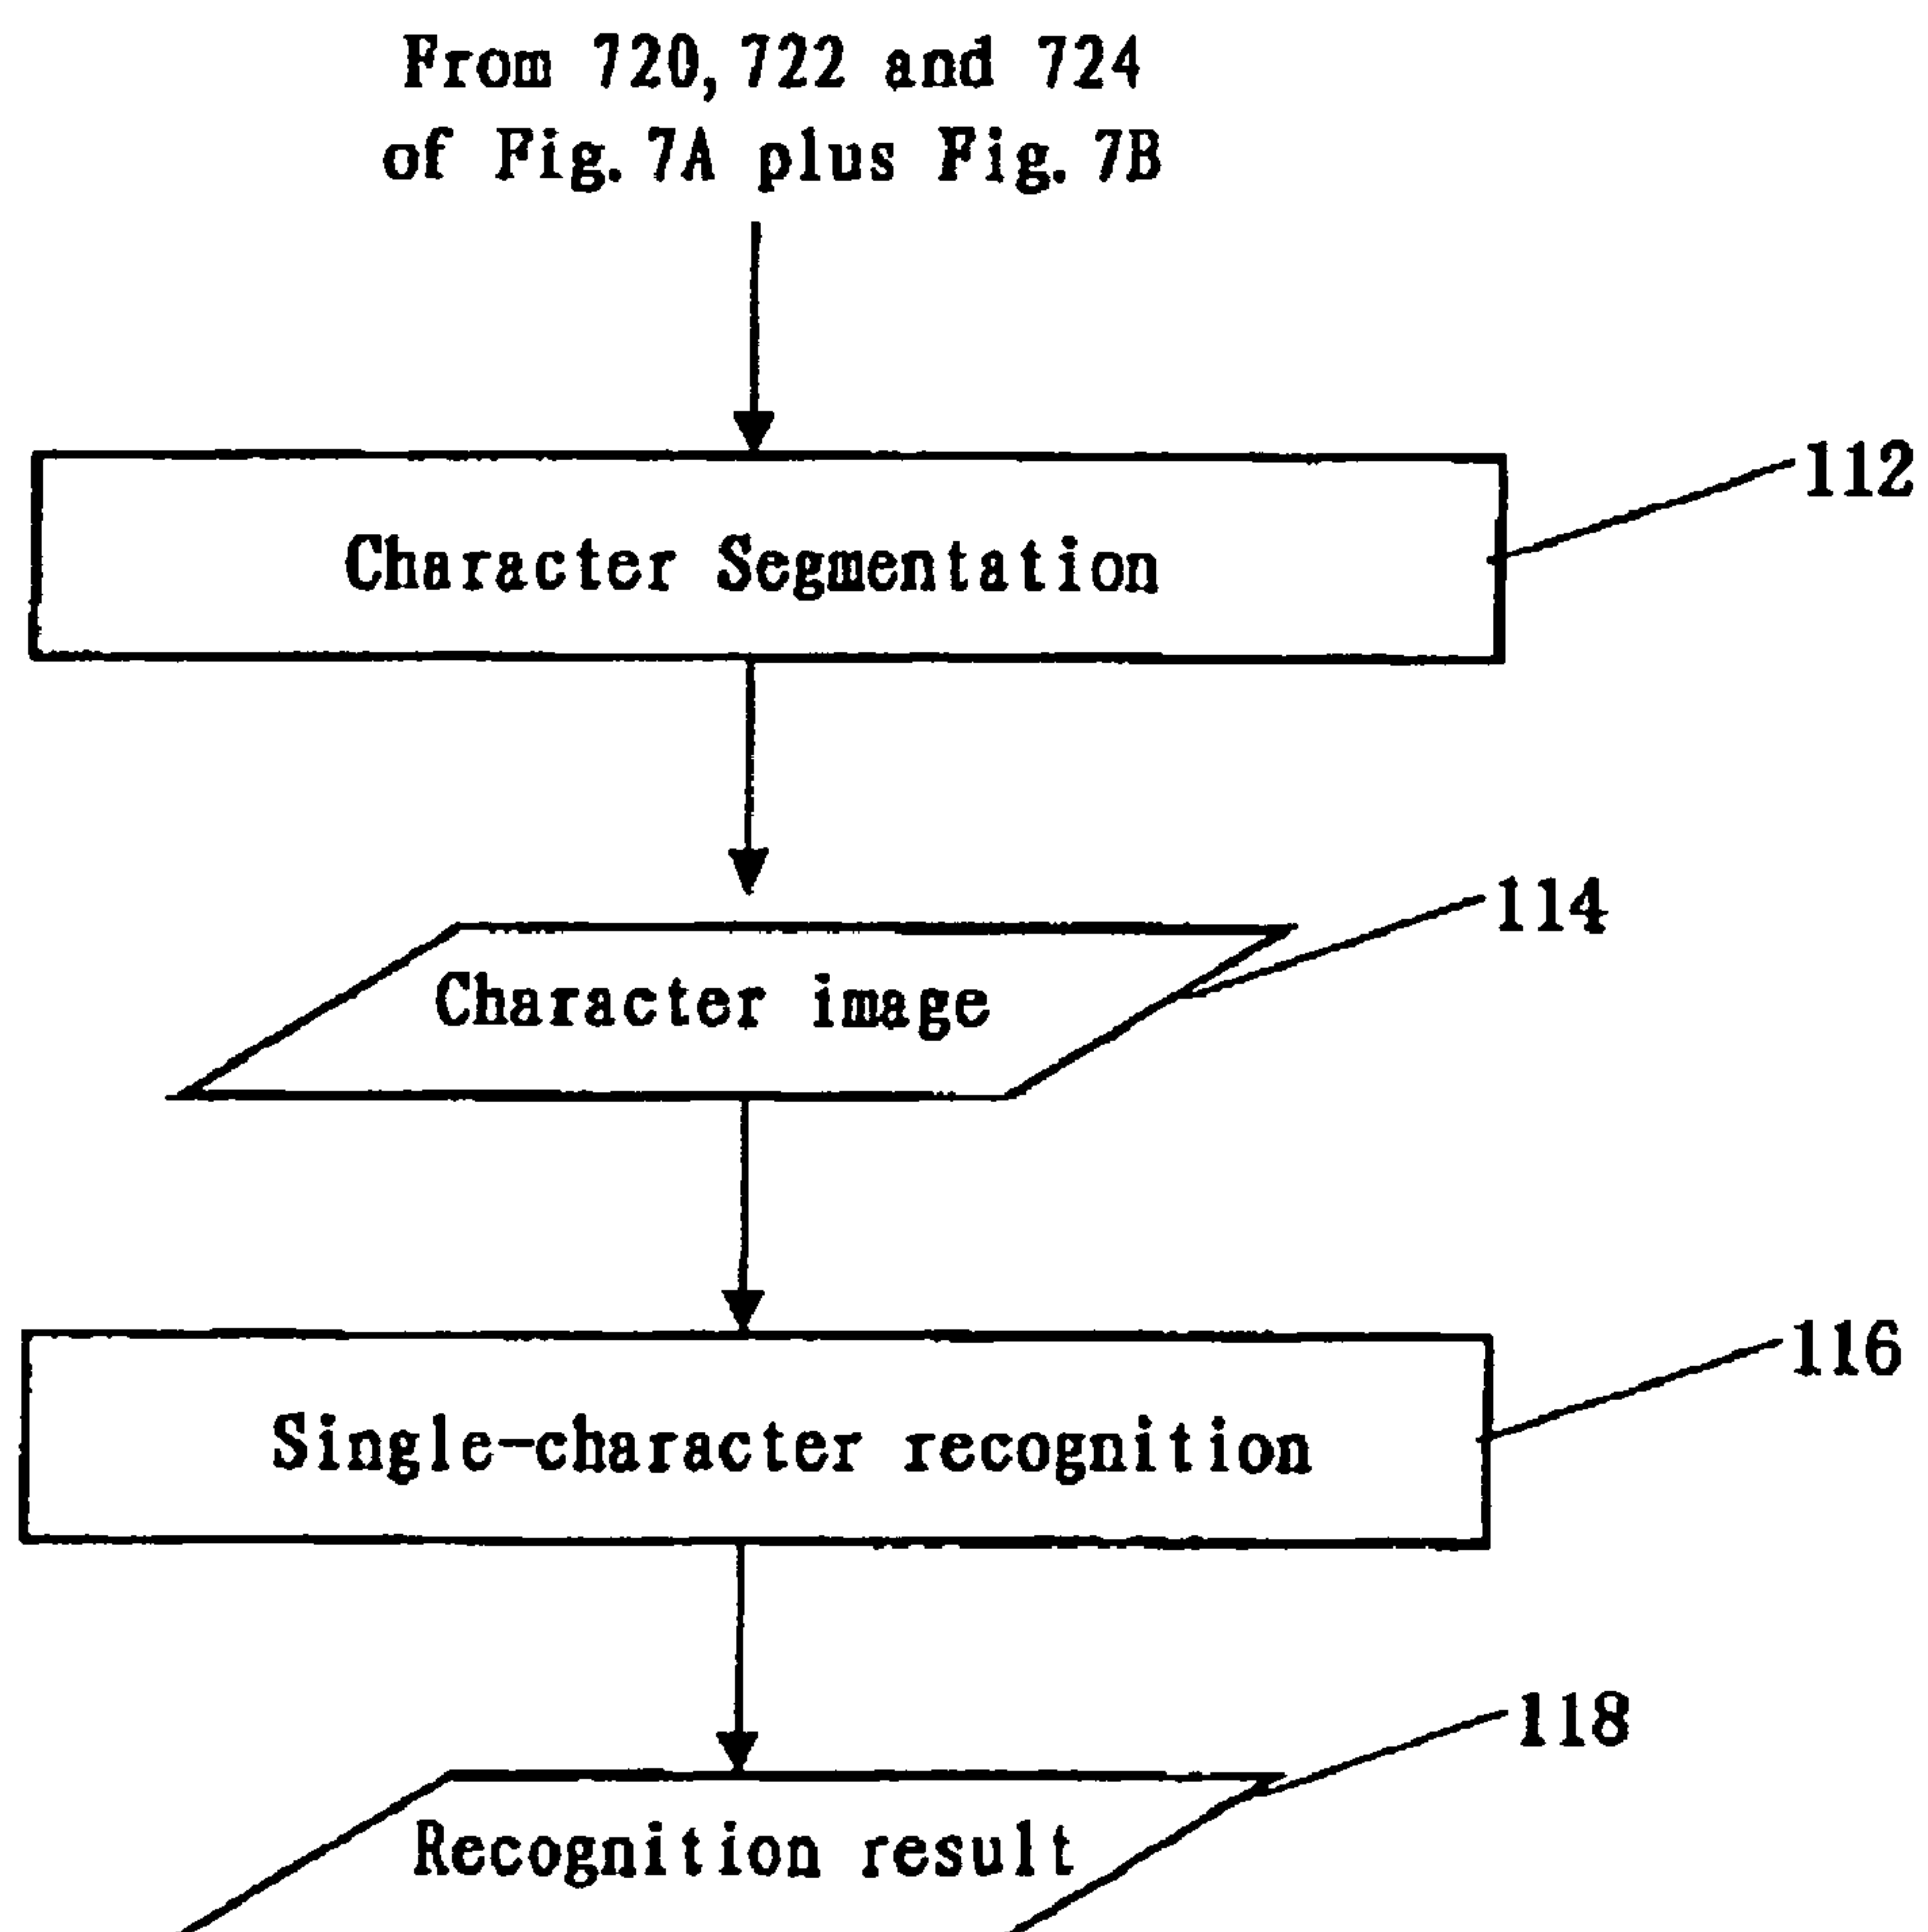 From 720, 722 and 724
of Fig. 7A plus Fig. 7B
112
Character Segmentation
114
Character image
116
Single-character recognition
118
Recognition result